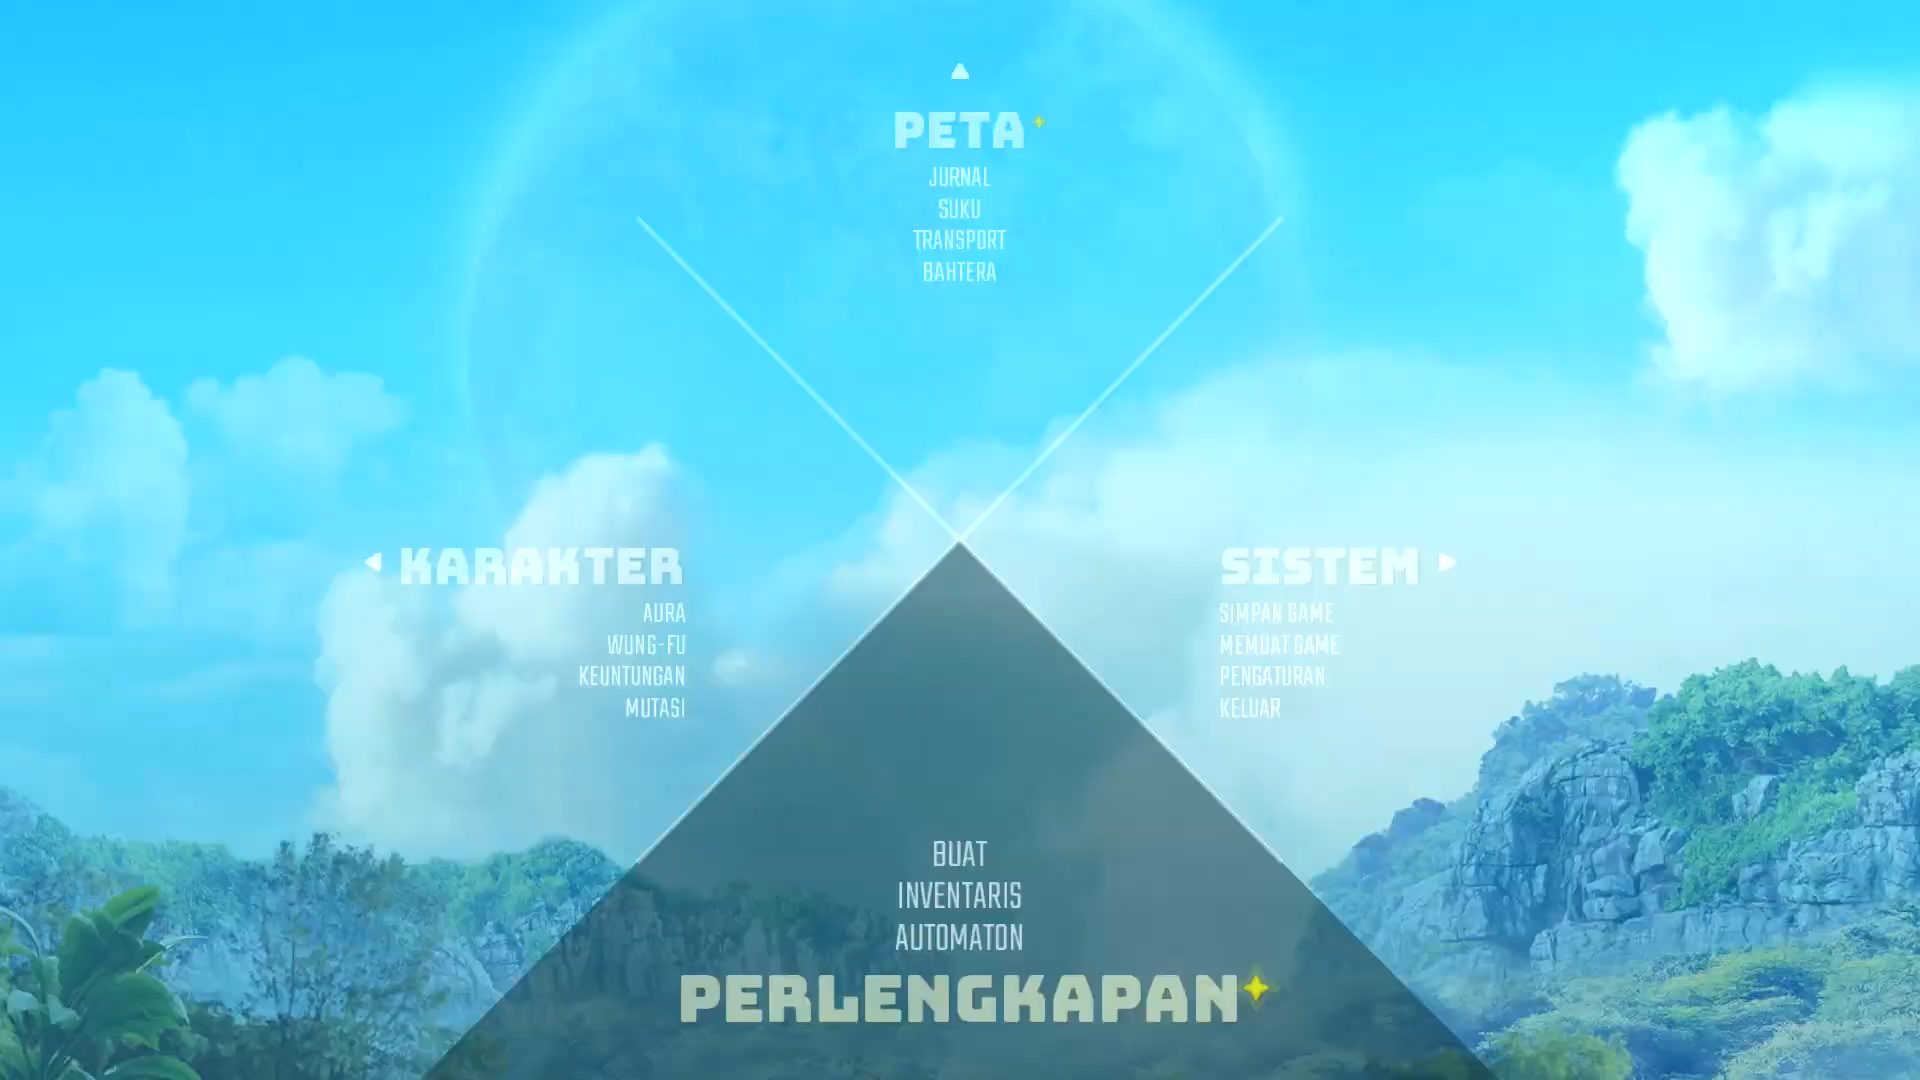 PETA
JURNAL
SUKU
TRANSPORT
BAHTERA
KARAKTER
AURA
WUNG-FU
KEUNTUNGAN
MUTASI
SISTEM
SIMPAN GAME
MEMUAT GAME
PENGATURAN
KELUAR
BUAT
INVENTARIS
AUTOMATON
PERLENGKAPAN